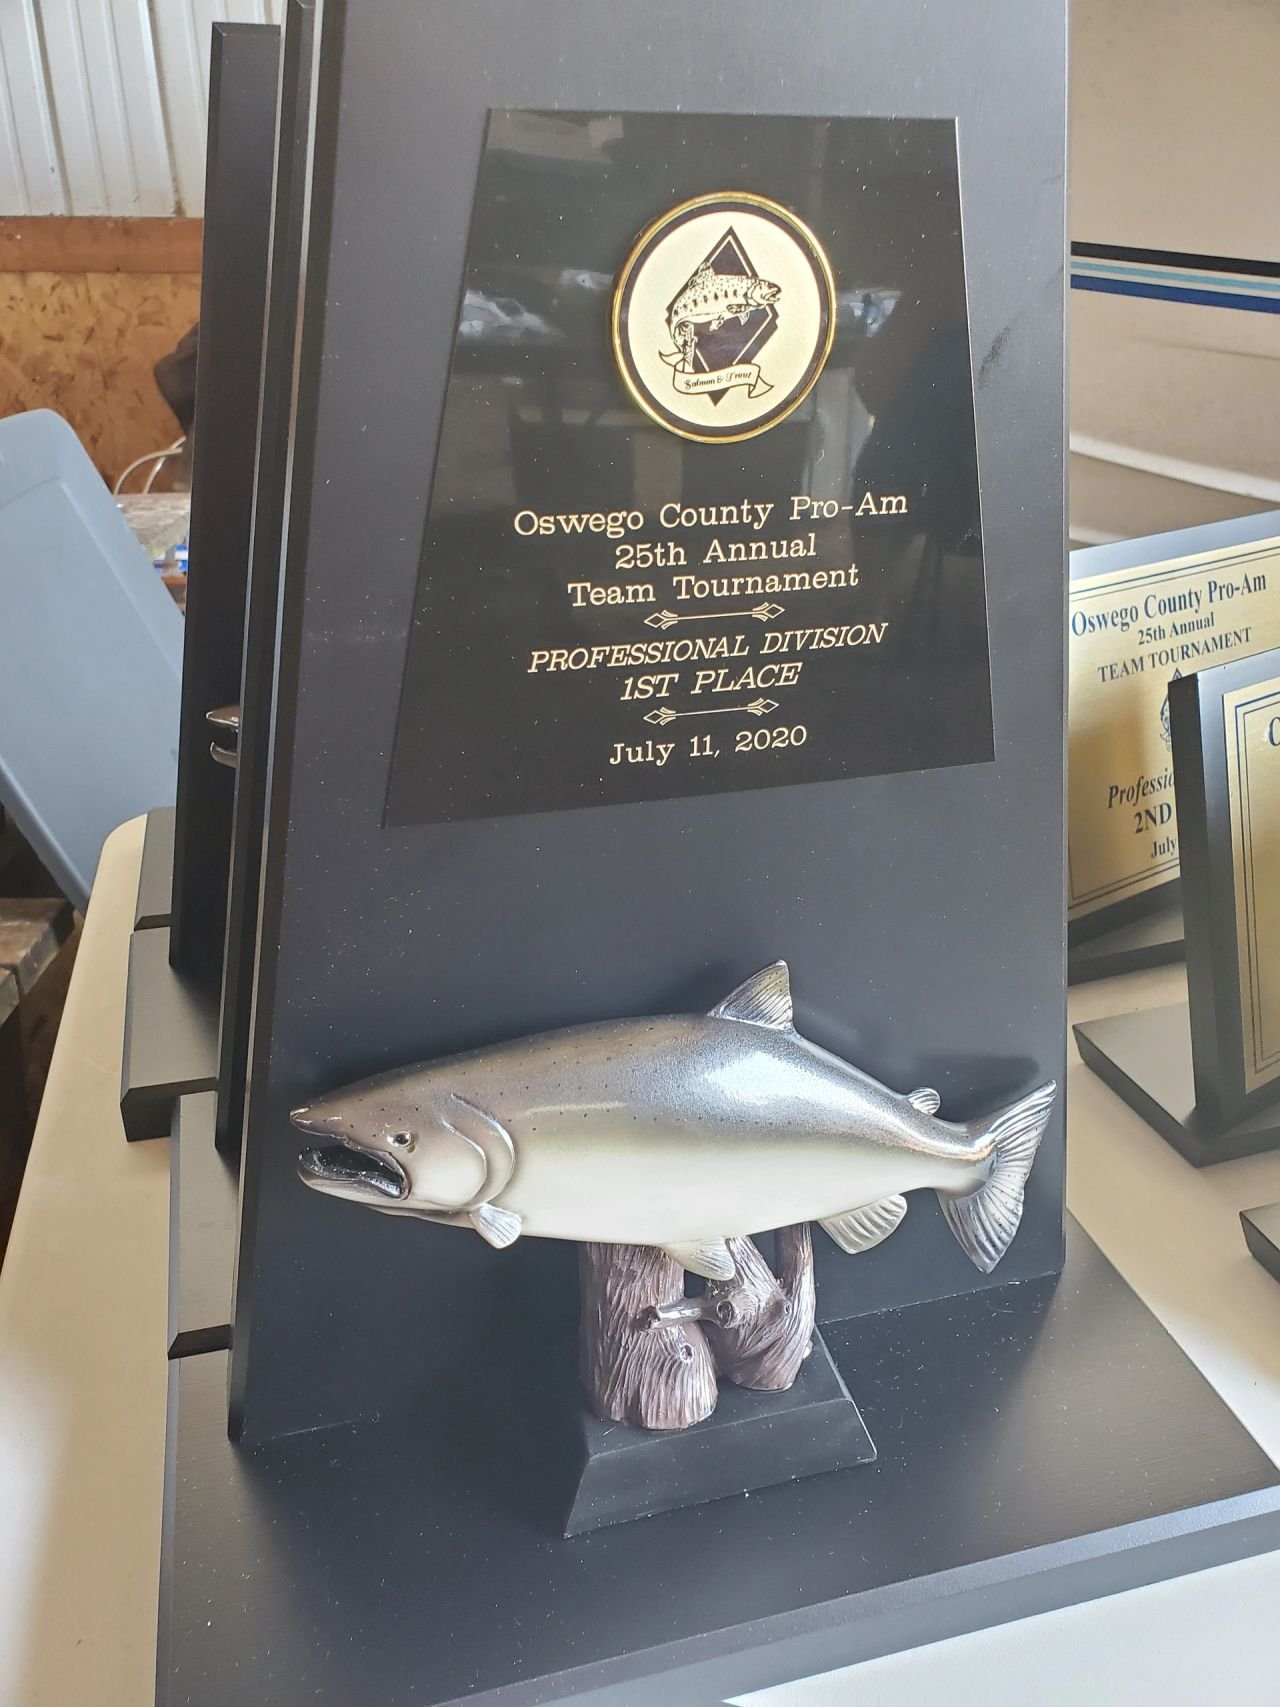 Salmon & Trout
Oswego County Pro-Am
25th Annual
Team Tournament
PROFESSIONAL DIVISION
1ST PLACE
July 11, 2020
Oswego County Pro-Am
25th Annual
TEAM TOURNAMENT
2ND
July